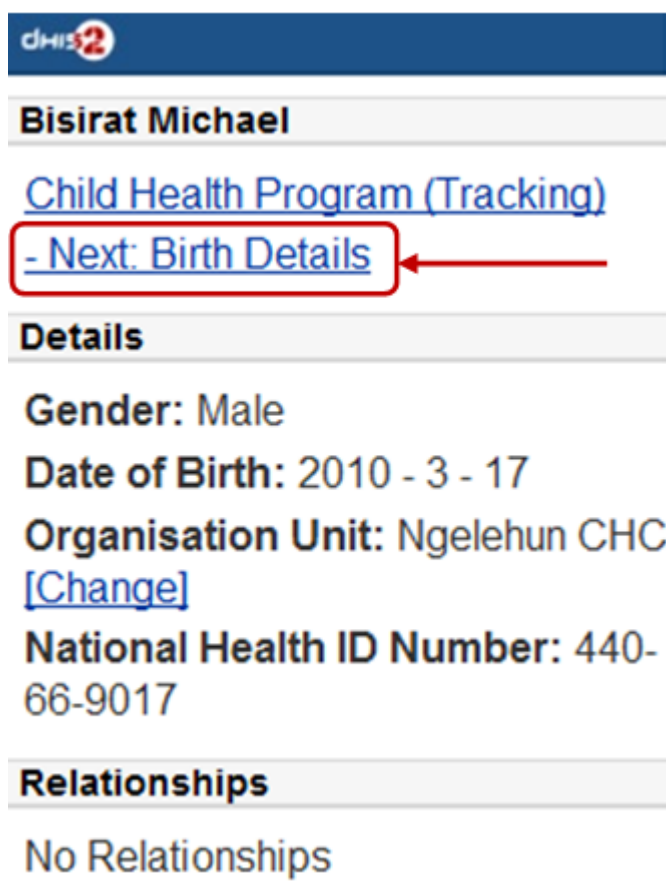 dHIS2
Bisirat Michael
Child Health Program (Tracking)
- Next: Birth Details
Details
Gender: Male
Date of Birth: 2010 - 3 - 17
Organisation Unit: Ngelehun CHC
[Change]
National Health ID Number: 440-
66-9017
Relationships
No Relationships